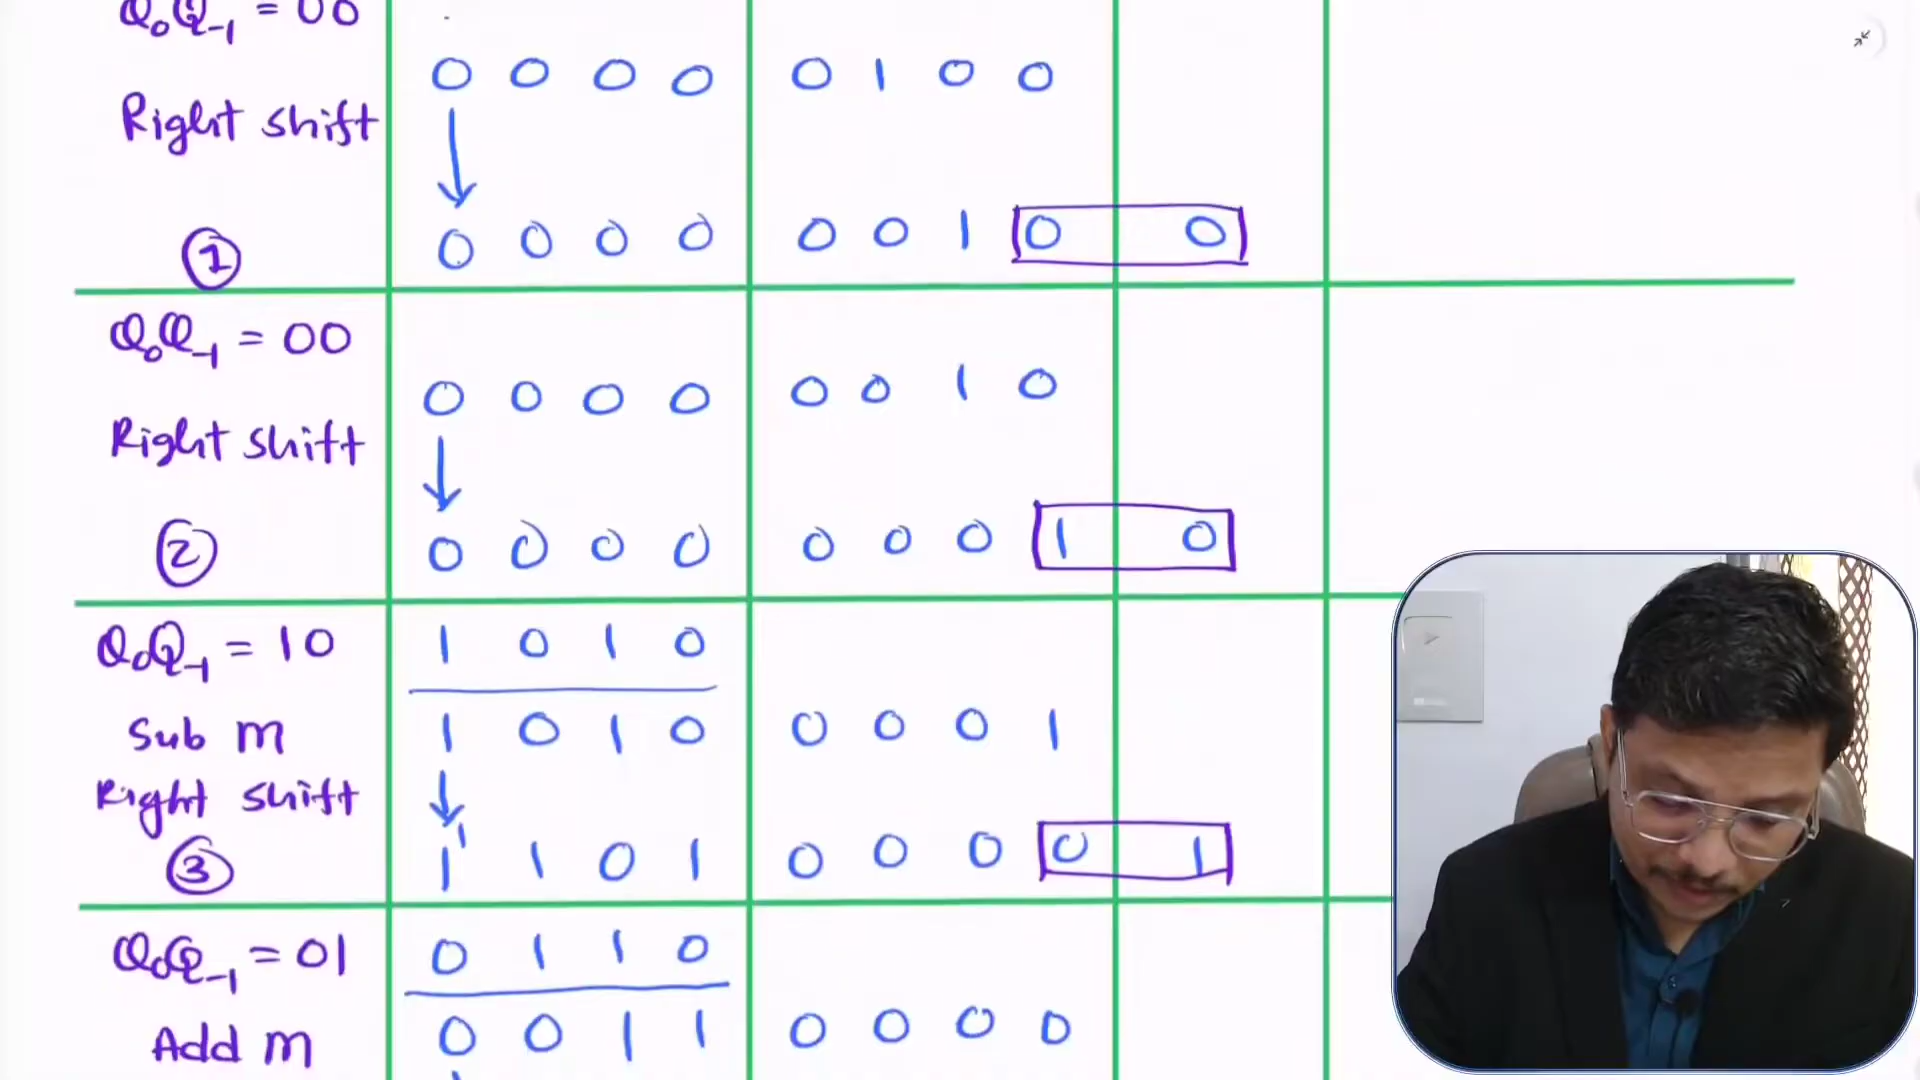 Q₀Q₋₁ = 00
0 0 0 0 0 1 0 0
Right shift
① 0 0 0 0 0 0 1 0 0
Q₀Q₋₁ = 00
0 0 0 0 0 0 1 0
Right shift
② 0 0 0 0 0 0 0 1 0
Q₀Q₋₁ = 10 1 0 1 0
Sub m 1 0 1 0 0 0 0 1
Right shift
③ 1 1 0 1 0 0 0 0 1
Q₀Q₋₁ = 01 0 1 1 0
Add m 0 0 1 1 0 0 0 0